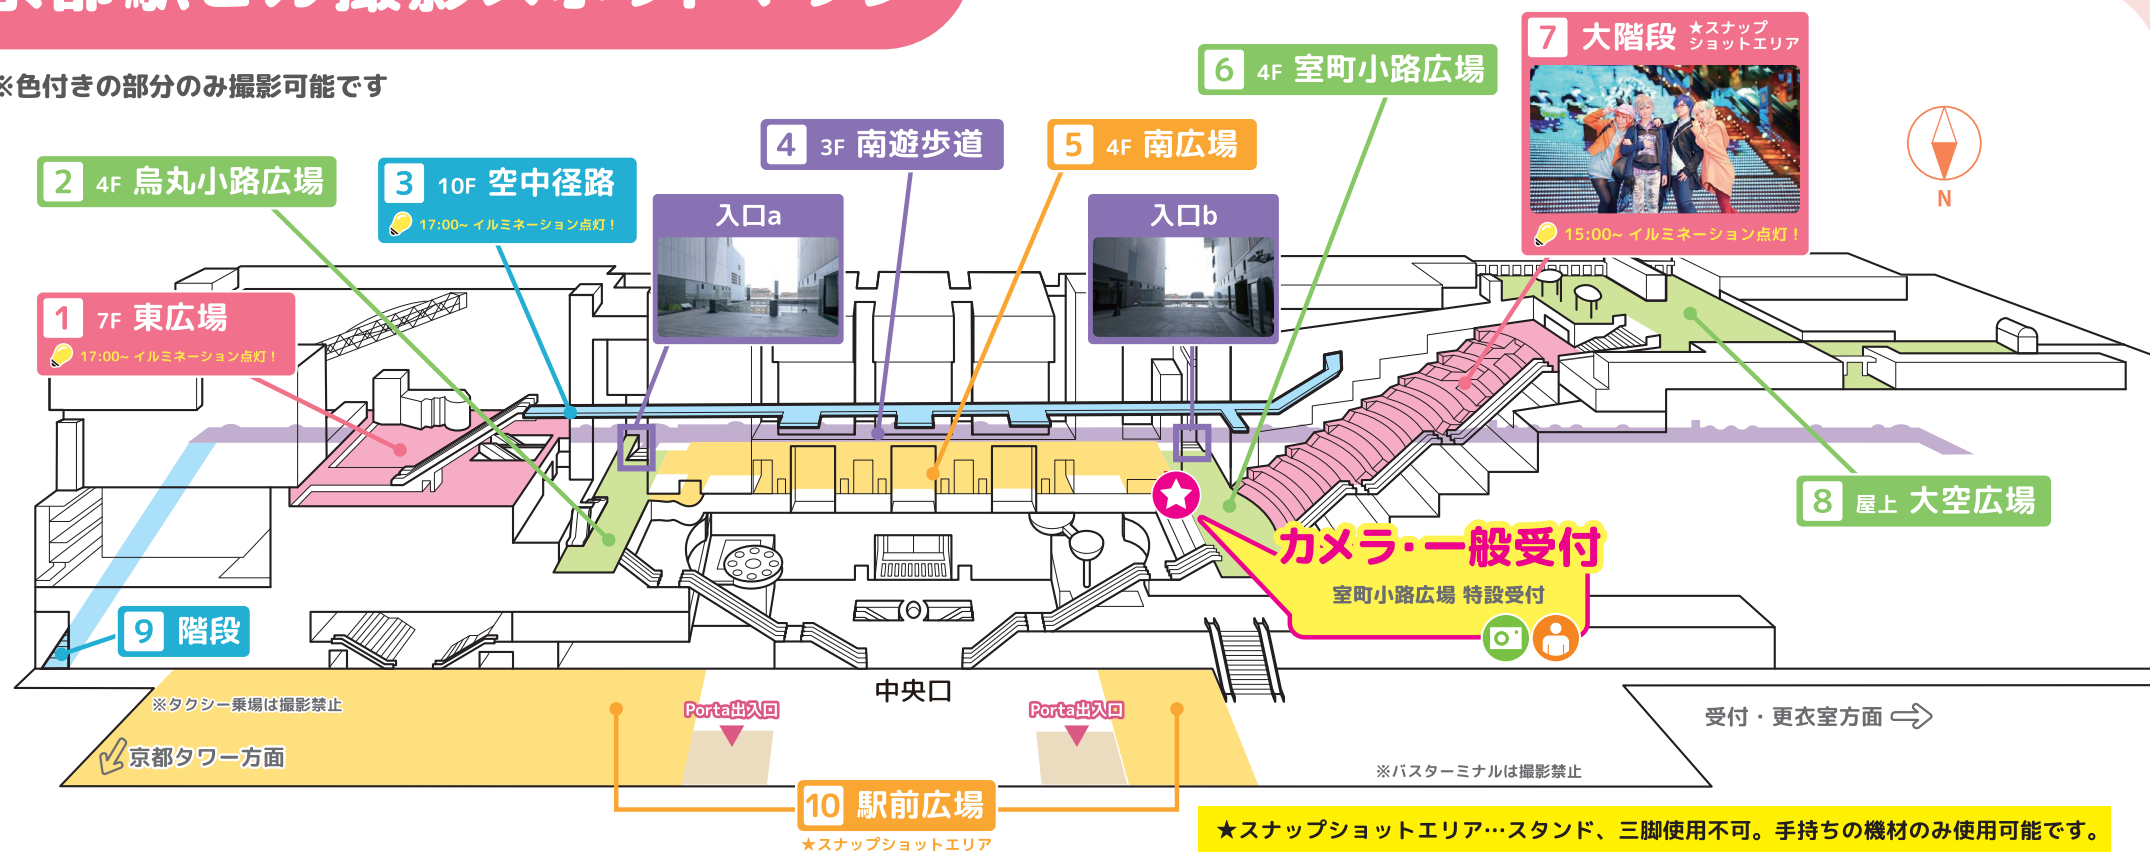 ※色付きの部分のみ撮影可能です
7 大階段 ★スナップ
ショットエリア
15:00~ イルミネーション点灯！
6 4F 室町小路広場
4 3F 南遊歩道
5 4F 南広場
2 4F 烏丸小路広場
3 10F 空中径路
17:00~ イルミネーション点灯！
入口a
入口b
N
1 7F 東広場
17:00~ イルミネーション点灯！
8 屋上 大空広場
カメラ・一般受付
室町小路広場 特設受付
9 階段
中央口
※タクシー乗場は撮影禁止
Porta出入口
Porta出入口
受付・更衣室方面
京都タワー方面
※バスターミナルは撮影禁止
10 駅前広場
★スナップショットエリア
★スナップショットエリア…スタンド、三脚使用不可。手持ちの機材のみ使用可能です。